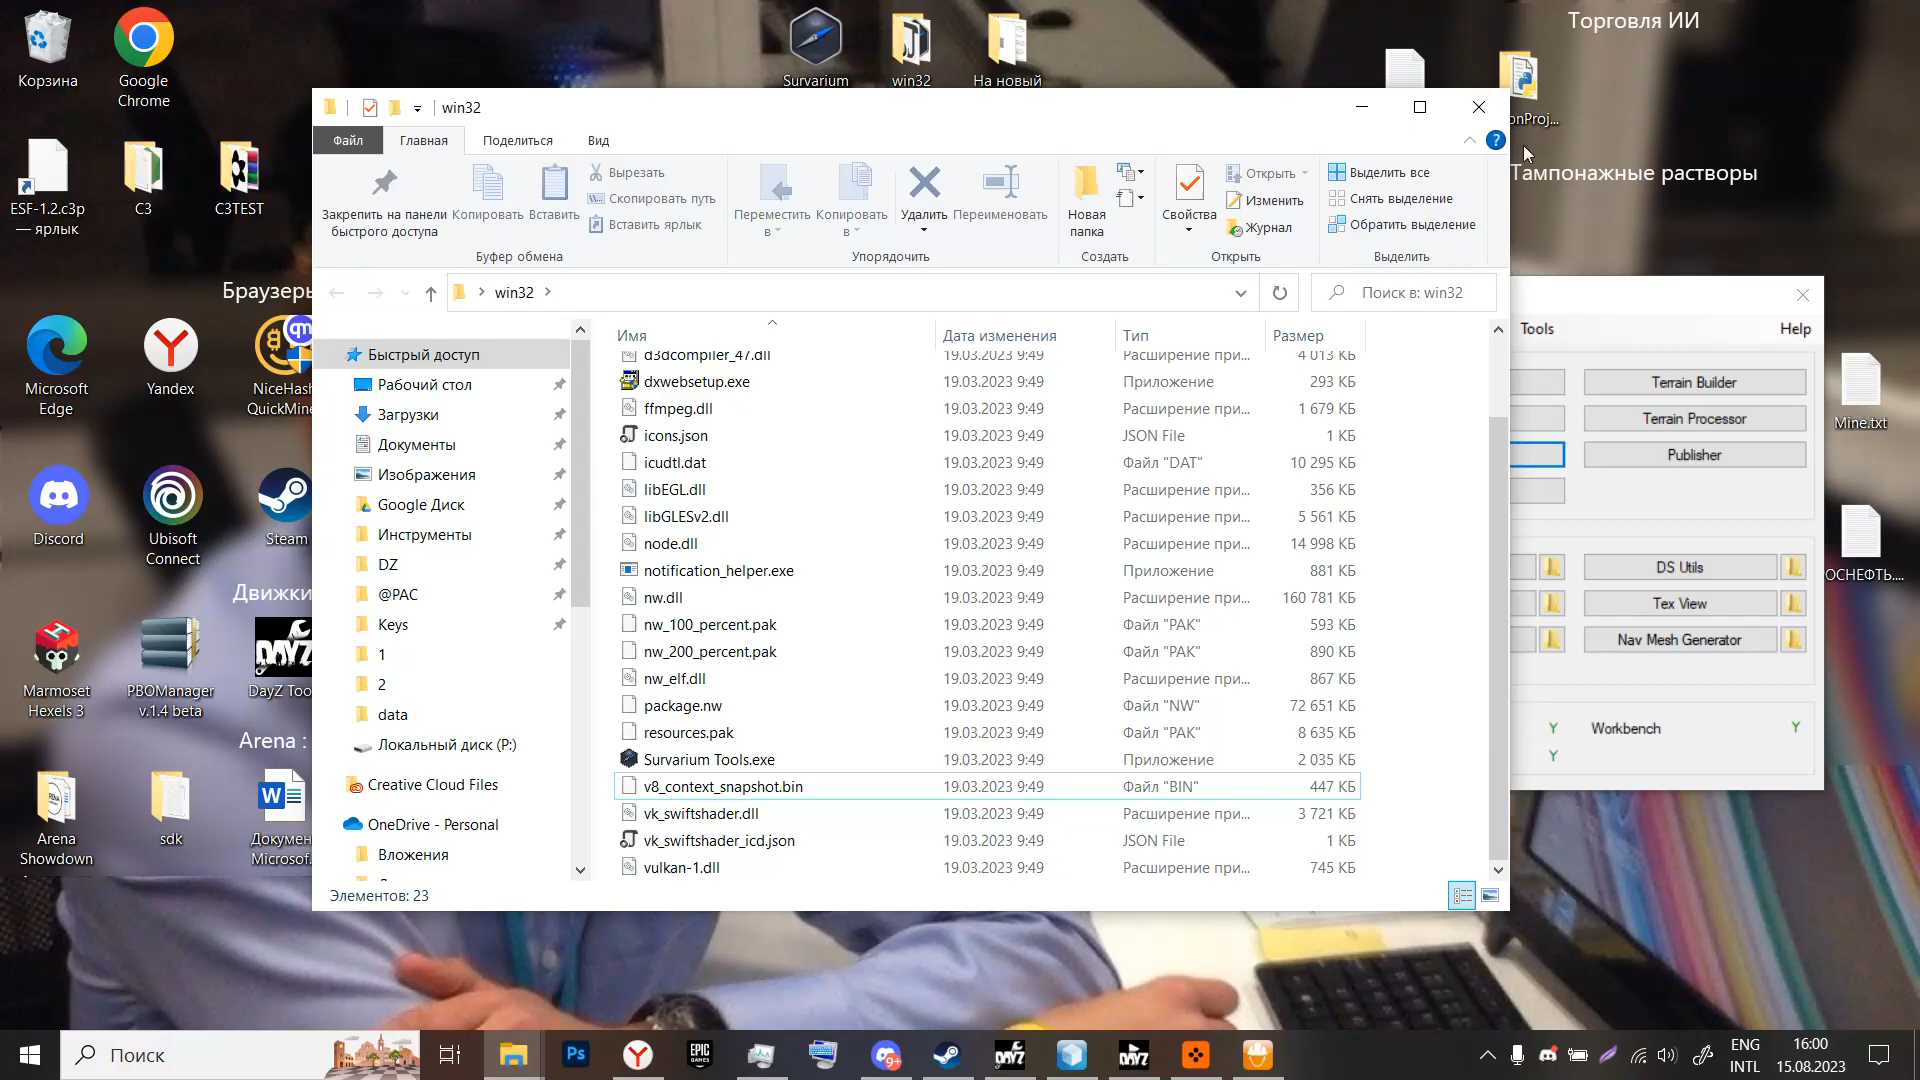 Торговля ИИ
Корзина
Google
Chrome
Survarium
win32
На новый
onProj...
Тампонажные растворы
ESF-1.2.c3p
— ярлык
C3
C3TEST
Браузеры
Microsoft
Edge
Yandex
NiceHash
QuickMine
Discord
Ubisoft
Connect
Steam
Движки
Marmoset
Hexels 3
PBOManager
v.1.4 beta
DayZ Too
Arena :
Arena
Showdown
sdk
W
Докумен
Microsof.
win32
Файл
Главная
Поделиться
Вид
Закрепить на панели
быстрого доступа
Копировать
Вставить
Вырезать
Скопировать путь
Вставить ярлык
Буфер обмена
Переместить
в
Копировать
в
Удалить
Переименовать
Упорядочить
Новая
папка
Создать
Свойства
Открыть
Изменить
Журнал
Открыть
Выделить все
Снять выделение
Обратить выделение
Выделить
win32
Поиск в: win32
Быстрый доступ
Рабочий стол
Загрузки
Документы
Изображения
Google Диск
Инструменты
DZ
@PAC
Keys
1
2
data
Локальный диск (P:)
Creative Cloud Files
OneDrive - Personal
Вложения
Имя Дата изменения Тип Размер
d3dcompiler_47.dll 19.03.2023 9:49 Расширение при... 4 013 КБ
dxwebsetup.exe 19.03.2023 9:49 Приложение 293 КБ
ffmpeg.dll 19.03.2023 9:49 Расширение при... 1 679 КБ
icons.json 19.03.2023 9:49 JSON File 1 КБ
icudtl.dat 19.03.2023 9:49 Файл "DAT" 10 295 КБ
libEGL.dll 19.03.2023 9:49 Расширение при... 356 КБ
libGLESv2.dll 19.03.2023 9:49 Расширение при... 5 561 КБ
node.dll 19.03.2023 9:49 Расширение при... 14 998 КБ
notification_helper.exe 19.03.2023 9:49 Приложение 881 КБ
nw.dll 19.03.2023 9:49 Расширение при... 160 781 КБ
nw_100_percent.pak 19.03.2023 9:49 Файл "PAK" 593 КБ
nw_200_percent.pak 19.03.2023 9:49 Файл "PAK" 890 КБ
nw_elf.dll 19.03.2023 9:49 Расширение при... 867 КБ
package.nw 19.03.2023 9:49 Файл "NW" 72 651 КБ
resources.pak 19.03.2023 9:49 Файл "PAK" 8 635 КБ
Survarium Tools.exe 19.03.2023 9:49 Приложение 2 035 КБ
v8_context_snapshot.bin 19.03.2023 9:49 Файл "BIN" 447 КБ
vk_swiftshader.dll 19.03.2023 9:49 Расширение при... 3 721 КБ
vk_swiftshader_icd.json 19.03.2023 9:49 JSON File 1 КБ
vulkan-1.dll 19.03.2023 9:49 Расширение при... 745 КБ
Элементов: 23
Tools
Help
Terrain Builder
Terrain Processor
Publisher
DS Utils
Tex View
Nav Mesh Generator
Y
Workbench
Y
Y
Mine.txt
ОСНЕФТЬ....
Поиск
Ps
EPIC
GAMES
9+
DAYZ
DAYZ
ENG
INTL
16:00
15.08.2023